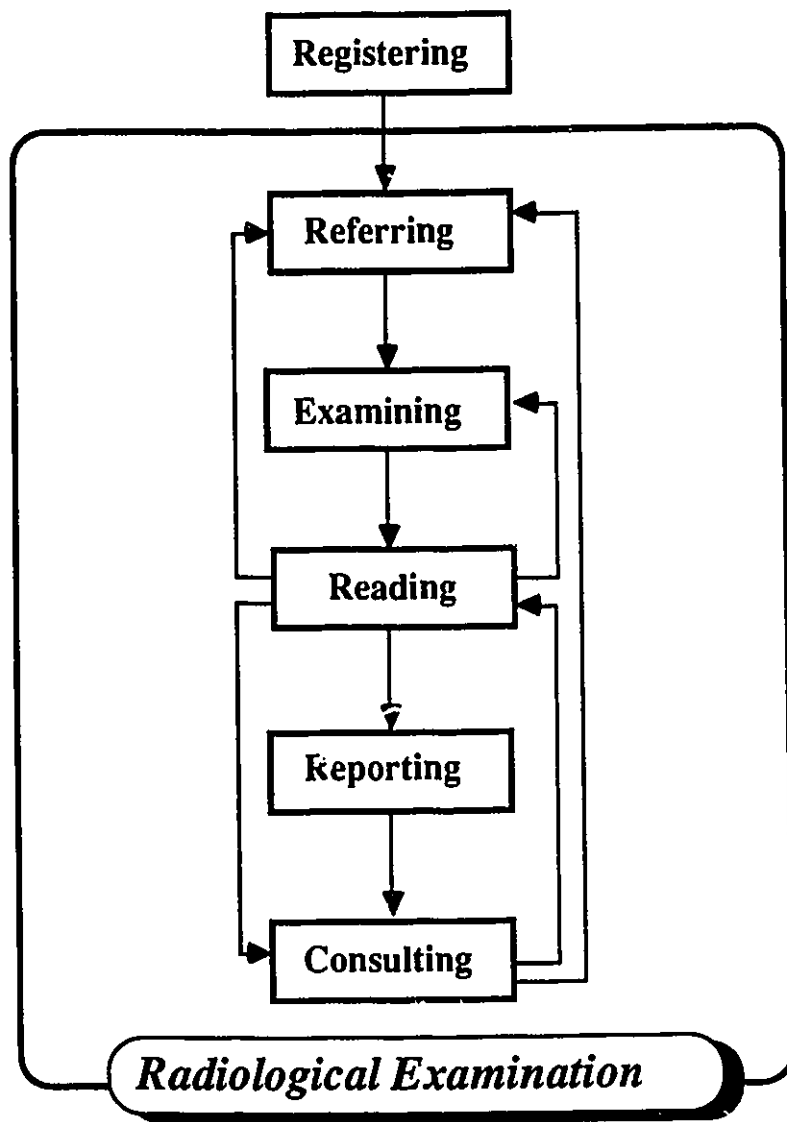 Registering
Referring
Examining
Reading
Reporting
Consulting
Radiological Examination